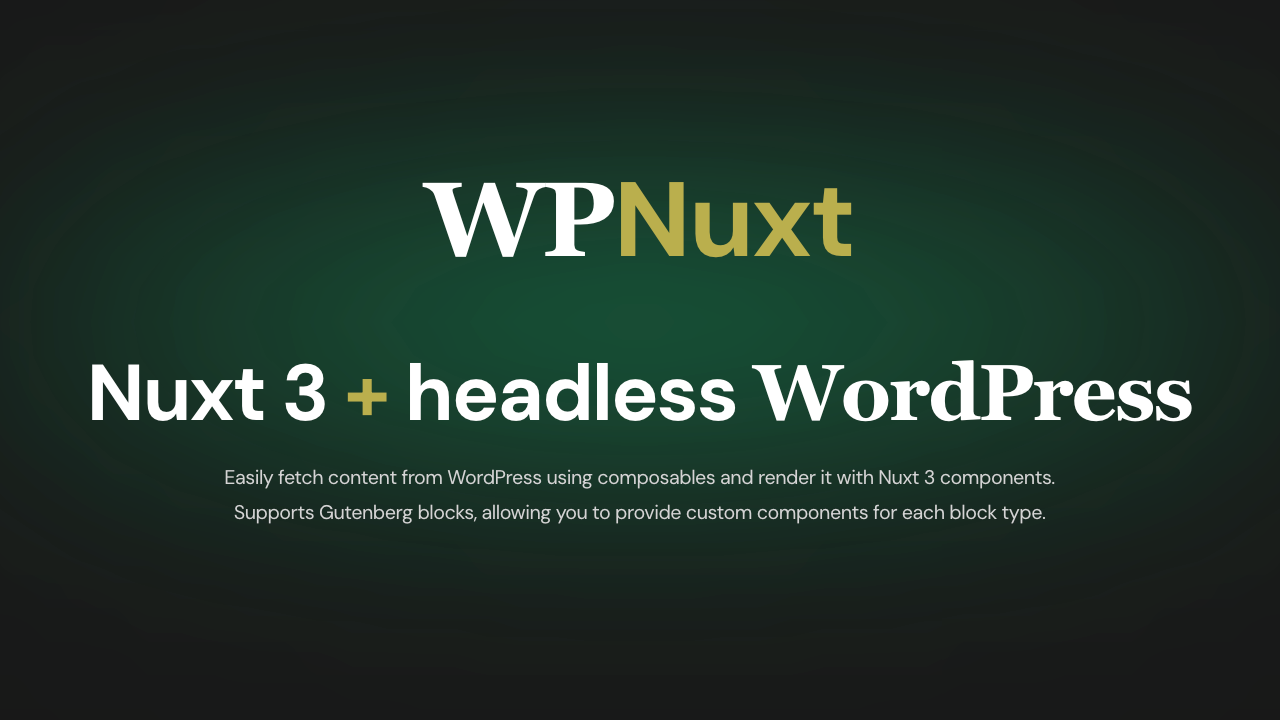 WPNuxt
Nuxt 3 + headless WordPress
Easily fetch content from WordPress using composables and render it with Nuxt 3 components.
Supports Gutenberg blocks, allowing you to provide custom components for each block type.